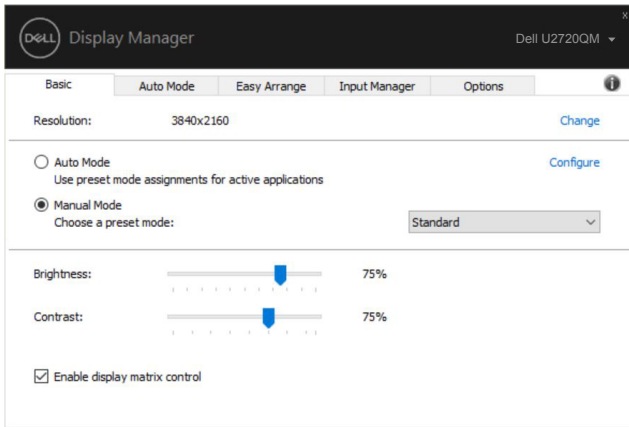 x
DELL Display Manager
Dell U2720QM
Basic Auto Mode Easy Arrange Input Manager Options i
Resolution: 3840x2160 Change
Auto Mode Configure
Use preset mode assignments for active applications
Manual Mode
Choose a preset mode: Standard
Brightness: 75%
Contrast: 75%
Enable display matrix control